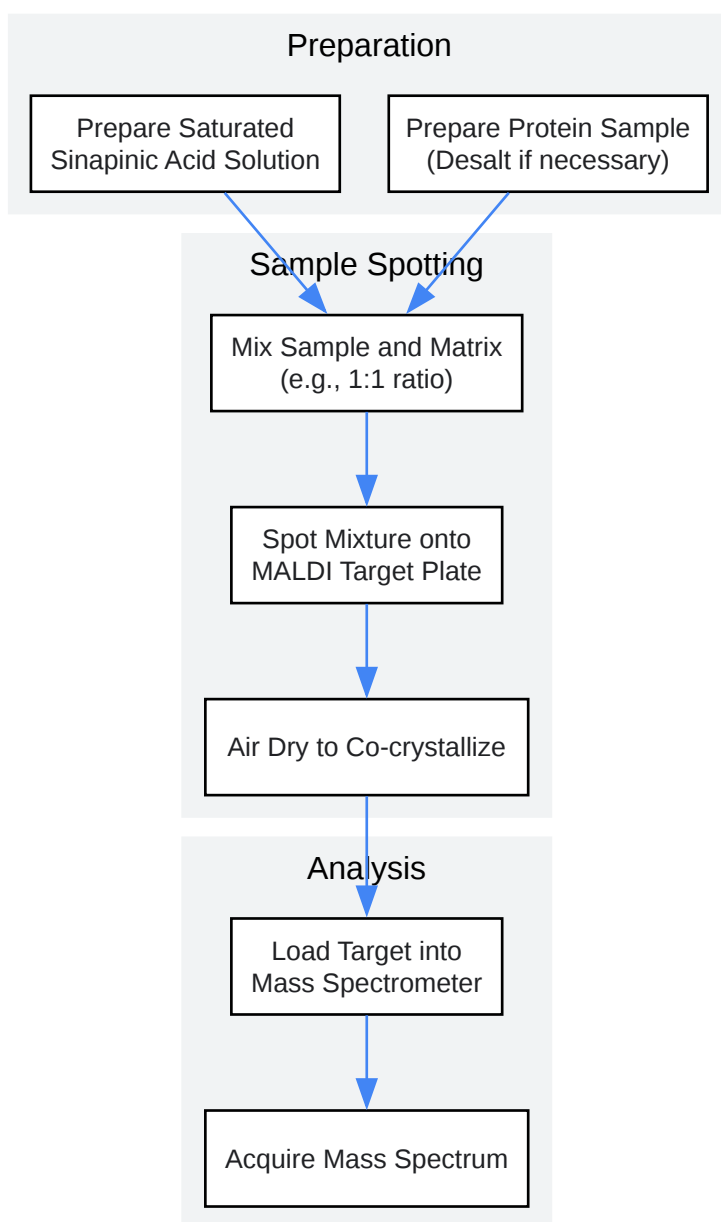 Preparation
Prepare Saturated
Sinapinic Acid Solution
Prepare Protein Sample
(Desalt if necessary)
Sample Spotting
Mix Sample and Matrix
(e.g., 1:1 ratio)
Spot Mixture onto
MALDI Target Plate
Air Dry to Co-crystallize
Analysis
Load Target into
Mass Spectrometer
Acquire Mass Spectrum